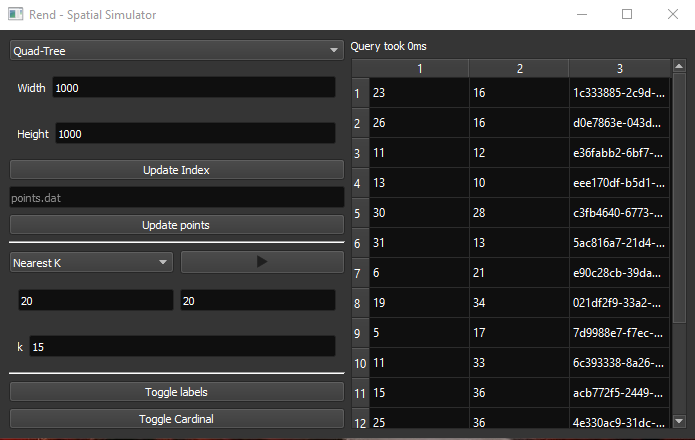 Rend - Spatial Simulator
Quad-Tree
Width 1000
Height 1000
Update Index
points.dat
Update points
Nearest K
20 20
k 15
Toggle labels
Toggle Cardinal
Query took 0ms
1 2 3
1 23 16 1c333885-2c9d-...
2 26 16 d0e7863e-043d...
3 11 12 e36fabb2-6bf7-...
4 13 10 eee170df-b5d1-...
5 30 28 c3fb4640-6773-...
6 31 13 5ac816a7-21d4-...
7 6 21 e90c28cb-39da...
8 19 34 021df2f9-33a2-...
9 5 17 7d9988e7-f7ec-...
10 11 33 6c393338-8a26-...
11 15 36 acb772f5-2449-...
12 25 36 4e330ac9-31dc-...